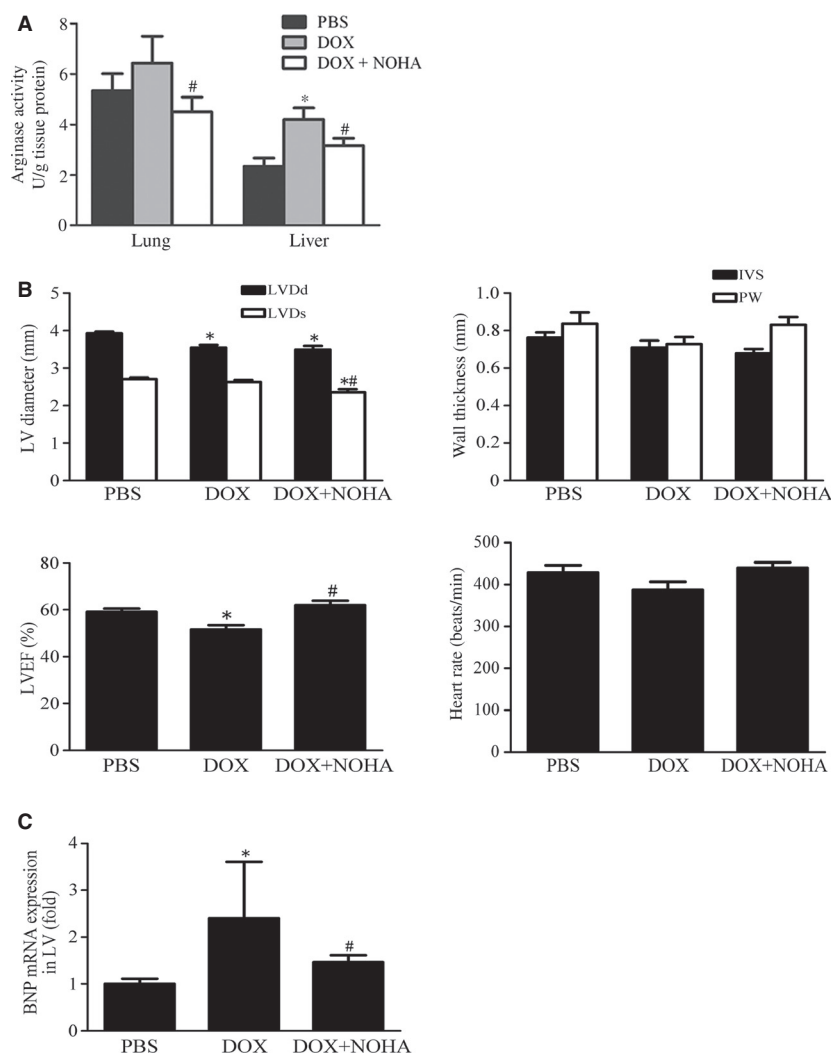 A
PBS
DOX
DOX + NOHA
Arginase activity
U/g tissue protein
8
6
4
2
0
#
*
#
Lung
Liver
B
LVDd
LVDs
LV diameter (mm)
5
4
3
2
1
0
*
*
*#
PBS
DOX
DOX+NOHA
IVS
PW
Wall thickness (mm)
1.0
0.8
0.6
0.4
0.2
0
PBS
DOX
DOX+NOHA
LVEF (%)
80
60
40
20
0
*
#
PBS
DOX
DOX+NOHA
Heart rate (beats/min)
500
400
300
200
100
0
PBS
DOX
DOX+NOHA
C
BNP mRNA expression
in LV (fold)
4
3
2
1
0
*
#
PBS
DOX
DOX+NOHA